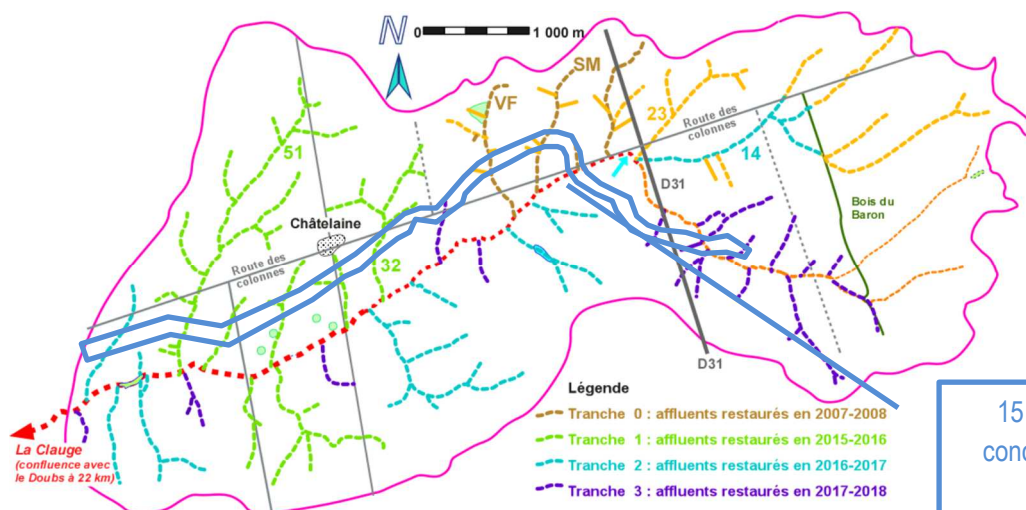 N
0
1 000 m
SM
VF
23
Route des
colonnes
51
14
D31
Châtelaine
Bois du
Baron
Route des
colonnes
32
D31
Légende
Tranche 0 : affluents restaurés en 2007-2008
Tranche 1 : affluents restaurés en 2015-2016
Tranche 2 : affluents restaurés en 2016-2017
Tranche 3 : affluents restaurés en 2017-2018
La Clauge
(confluence avec
le Doubs à 22 km)
15
conc